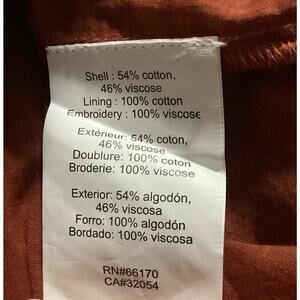 Shell : 54% cotton,
46% viscose
Lining : 100% cotton
Embroidery : 100% viscose
Extérieur: 54% coton,
46% viscose
Doublure: 100% coton
Broderie: 100% viscose
Exterior: 54% algodón,
46% viscosa
Forro: 100% algodón
Bordado: 100% viscosa
RN#66170
CA#32054